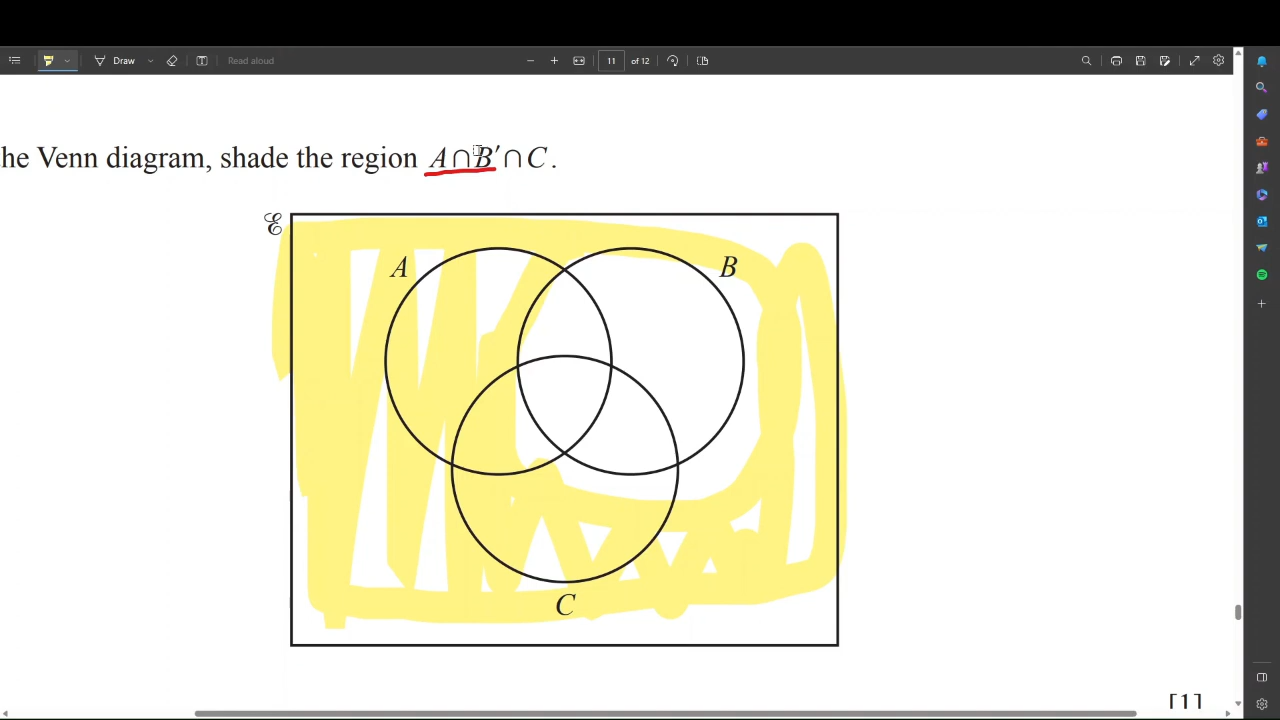 Draw Read aloud 11 of 12
he Venn diagram, shade the region A∩B′∩C.
ℰ
A B
C
[1]